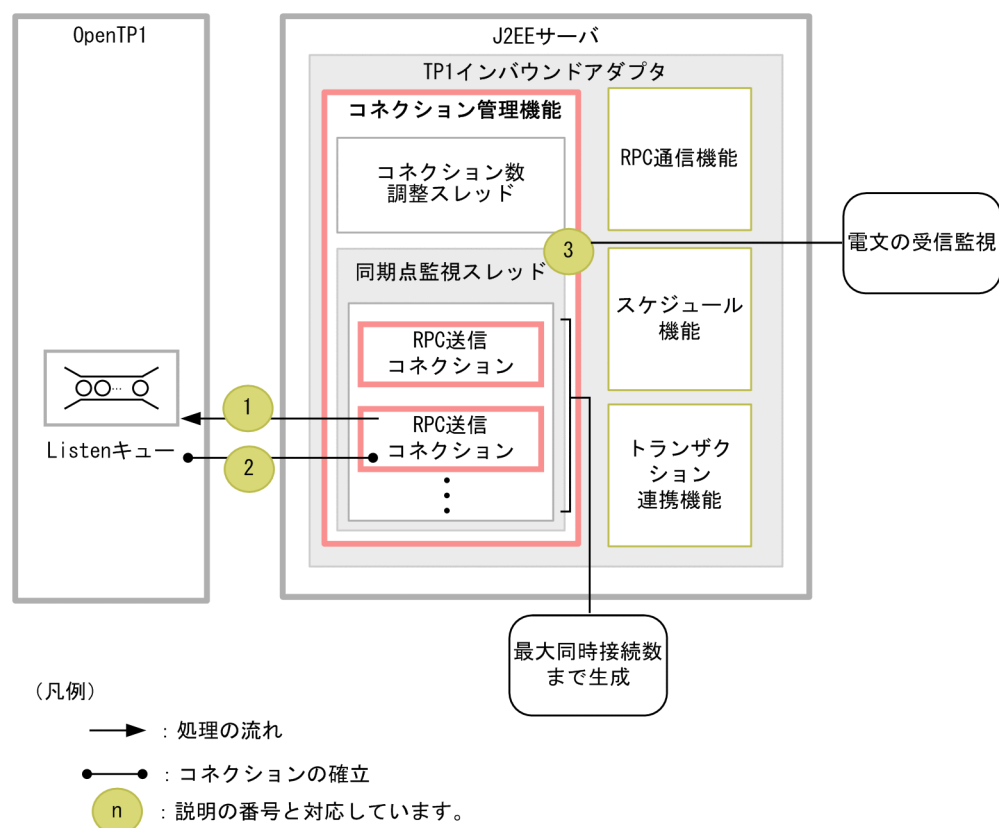 OpenTP1
J2EEサーバ
TP1インバウンドアダプタ
コネクション管理機能
コネクション数
調整スレッド
RPC通信機能
3
電文の受信監視
同期点監視スレッド
スケジュール
機能
RPC送信
コネクション
1
RPC送信
コネクション
Listenキュー
2
トランザク
ション
連携機能
最大同時接続数
まで生成
（凡例）
：処理の流れ
：コネクションの確立
n
：説明の番号と対応しています。